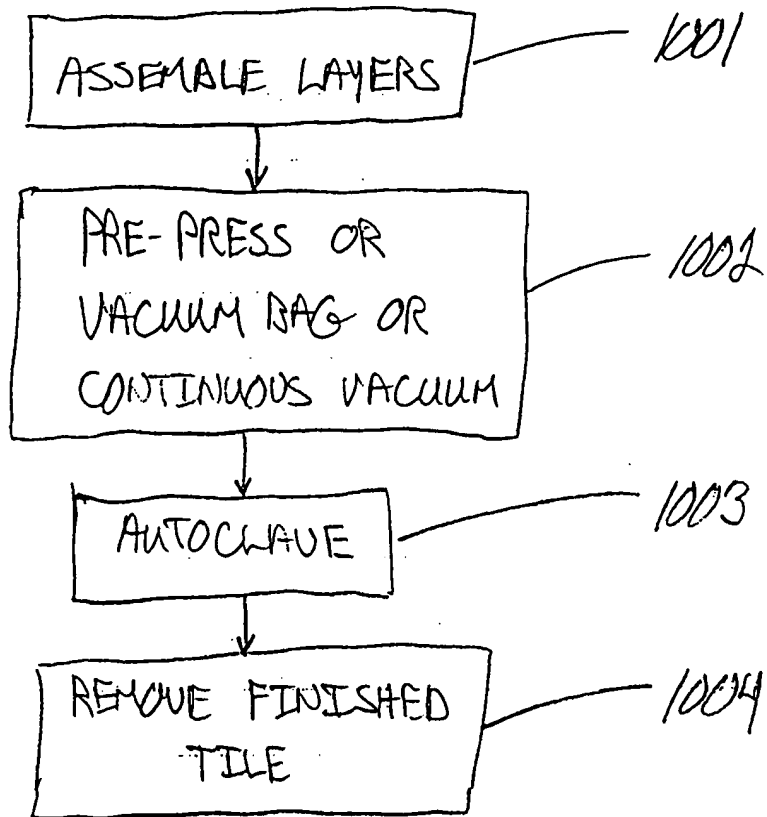 ASSEMBLE LAYERS
1001
PRE-PRESS OR
VACUUM BAG OR
CONTINUOUS VACUUM
1002
AUTOCLAVE
1003
REMOVE FINISHED
TILE
1004